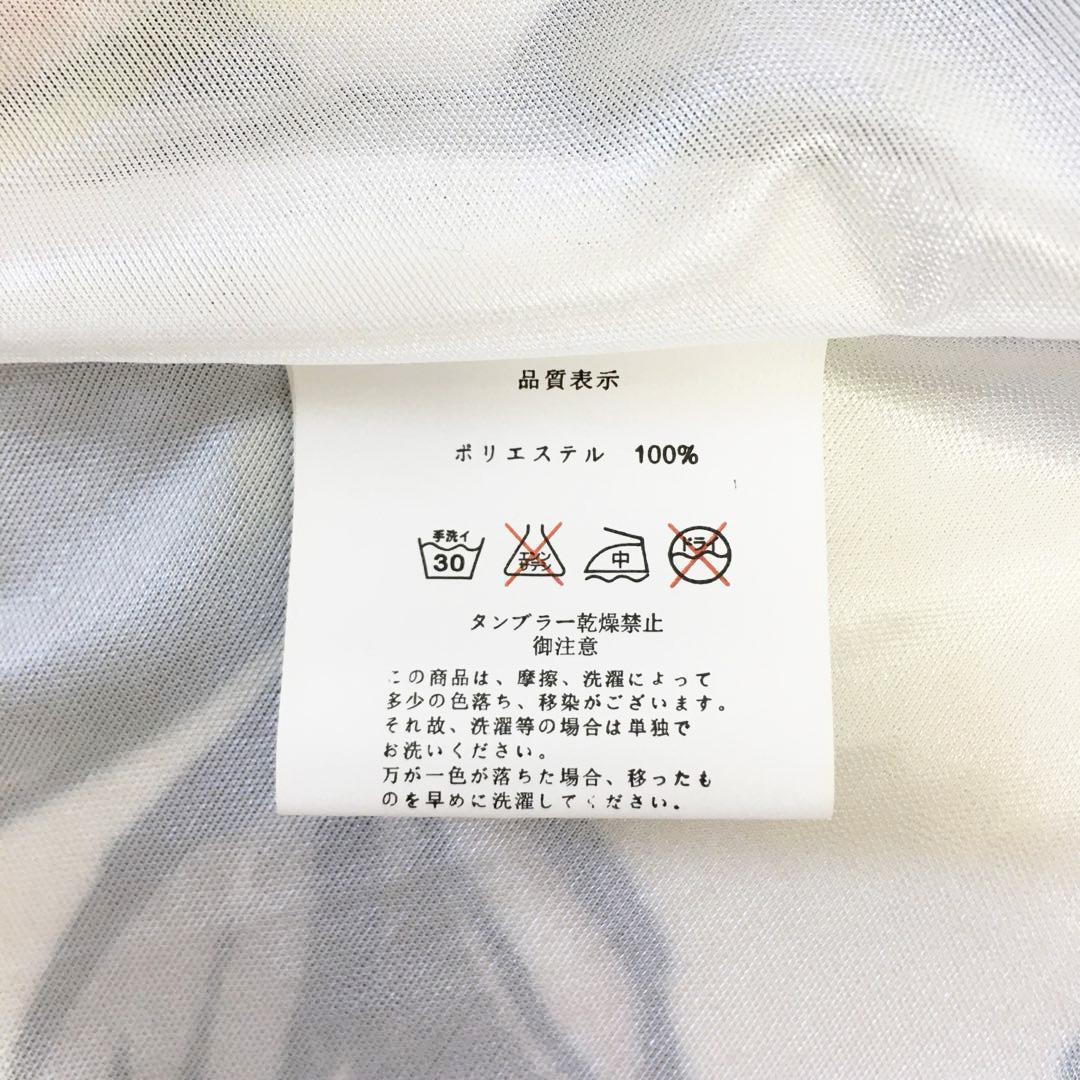 品質表示
ポリエステル 100%
手洗イ
30
エンソ
サラシ
中
ドライ
タンブラー乾燥禁止
御注意
この商品は、摩擦、洗濯によって
多少の色落ち、移染がございます。
それ故、洗濯等の場合は単独で
お洗いください。
万が一色が落ちた場合、移ったも
のを早めに洗濯してください。